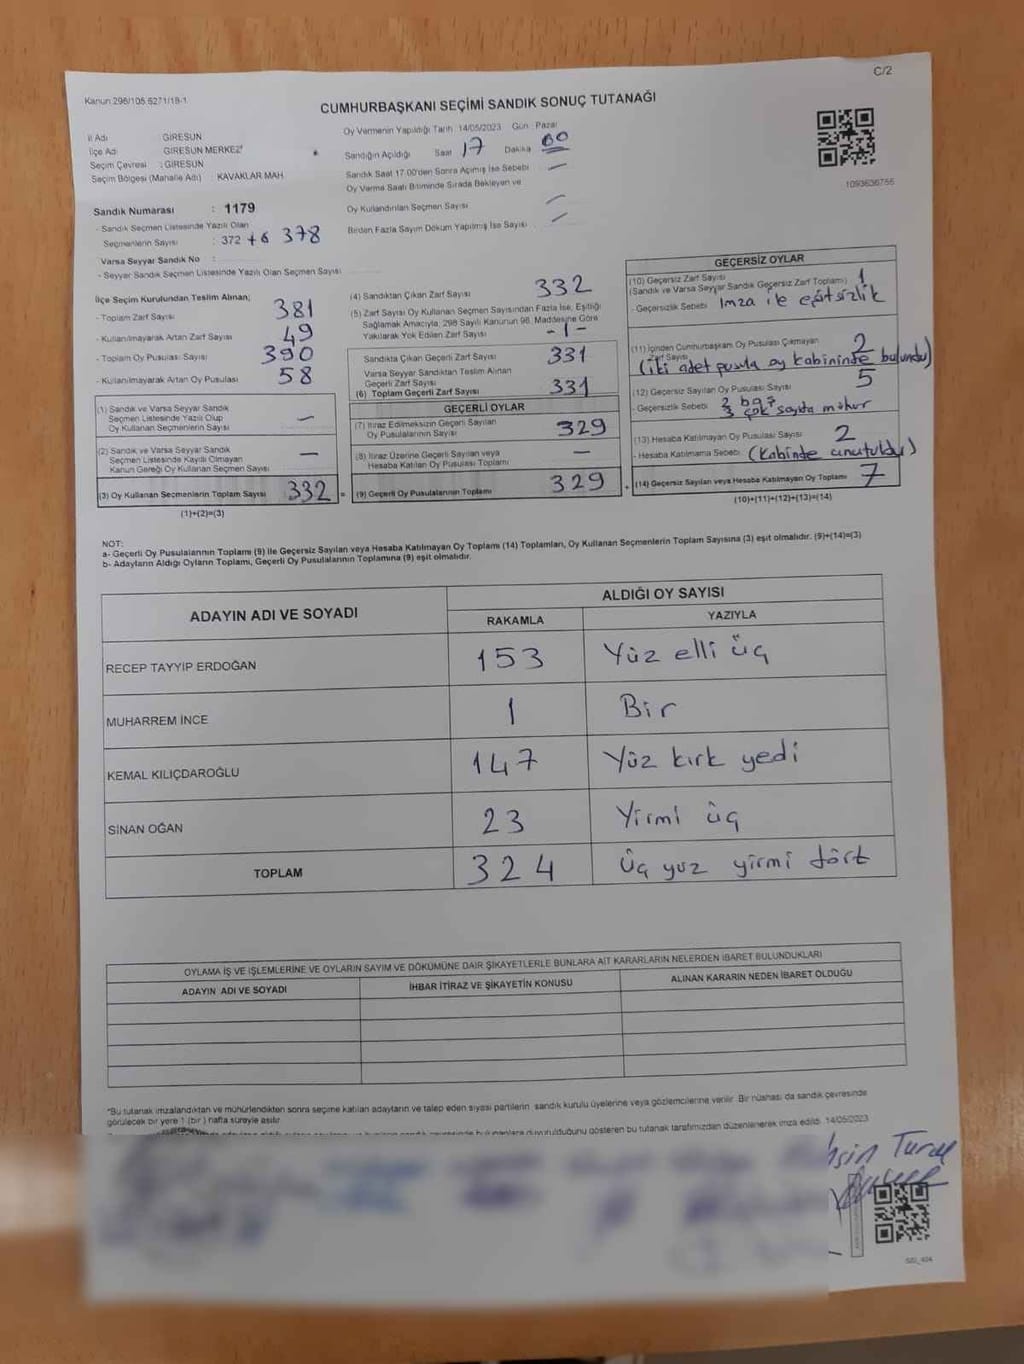 C/2
Kanun 298/105.6271/18-1
CUMHURBAŞKANI SEÇİMİ SANDIK SONUÇ TUTANAĞI
İl Adı : GİRESUN
İlçe Adı : GİRESUN MERKEZ
Seçim Çevresi : GİRESUN
Seçim Bölgesi (Mahalle Adı) : KAVAKLAR MAH
Sandık Numarası : 1179
- Sandık Seçmen Listesinde Yazılı Olan
Seçmenlerin Sayısı : 372 +6 378
Varsa Seyyar Sandık No :
- Seyyar Sandık Seçmen Listesinde Yazılı Olan Seçmen Sayısı
Oy Vermenin Yapıldığı Tarih 14/05/2023 Gün : Pazar
Sandığın Açıldığı Saat 17 Dakika 00
Sandık Saat 17.00'den Sonra Açılmış İse Sebebi —
Oy Verme Saati Bitiminde Sırada Bekleyen ve
Oy Kullandırılan Seçmen Sayısı —
Birden Fazla Sayım Döküm Yapılmış İse Sayısı —
1093636755
İlçe Seçim Kurulundan Teslim Alınan;
- Toplam Zarf Sayısı 381
- Kullanılmayarak Artan Zarf Sayısı 49
- Toplam Oy Pusulası Sayısı 390
- Kullanılmayarak Artan Oy Pusulası 58
(1) Sandık ve Varsa Seyyar Sandık
Seçmen Listesinde Yazılı Olup
Oy Kullanan Seçmenlerin Sayısı —
(2) Sandık ve Varsa Seyyar Sandık
Seçmen Listesinde Kayıtlı Olmayan
Kanun Gereği Oy Kullanan Seçmen Sayısı —
(3) Oy Kullanan Seçmenlerin Toplam Sayısı 332 =
(1)+(2)=(3)
(4) Sandıktan Çıkan Zarf Sayısı 332
(5) Zarf Sayısı Oy Kullanan Seçmen Sayısından Fazla İse, Eşitliği
Sağlamak Amacıyla, 298 Sayılı Kanunun 98. Maddesine Göre
Yakılarak Yok Edilen Zarf Sayısı -1-
Sandıkta Çıkan Geçerli Zarf Sayısı 331
Varsa Seyyar Sandıktan Teslim Alınan
Geçerli Zarf Sayısı
(6) Toplam Geçerli Zarf Sayısı 331
GEÇERLİ OYLAR
(7) İtiraz Edilmeksizin Geçerli Sayılan
Oy Pusulalarının Sayısı 329
(8) İtiraz Üzerine Geçerli Sayılan veya
Hesaba Katılan Oy Pusulası Toplamı —
(9) Geçerli Oy Pusulalarının Toplamı 329 +
GEÇERSİZ OYLAR
(10) Geçersiz Zarf Sayısı
(Sandık ve Varsa Seyyar Sandık Geçersiz Zarf Toplamı) 1
- Geçersizlik Sebebi İmza ile eşitsizlik
(11) İçinden Cumhurbaşkanı Oy Pusulası Çıkmayan
Zarf Sayısı 2
(iki adet pusula oy kabininde bulundu)
(12) Geçersiz Sayılan Oy Pusulası Sayısı 5
- Geçersizlik Sebebi 2 boş
3 çok sayıda mühür
(13) Hesaba Katılmayan Oy Pusulası Sayısı 2
- Hesaba Katılmama Sebebi (Kabinde unutuldu)
(14) Geçersiz Sayılan veya Hesaba Katılmayan Oy Toplamı 7
(10)+(11)+(12)+(13)=(14)
NOT:
a- Geçerli Oy Pusulalarının Toplamı (9) ile Geçersiz Sayılan veya Hesaba Katılmayan Oy Toplamı (14) Toplamları, Oy Kullanan Seçmenlerin Toplam Sayısına (3) eşit olmalıdır. (9)+(14)=(3)
b- Adayların Aldığı Oyların Toplamı, Geçerli Oy Pusulalarının Toplamına (9) eşit olmalıdır.
ADAYIN ADI VE SOYADI
ALDIĞI OY SAYISI
RAKAMLA YAZIYLA
RECEP TAYYİP ERDOĞAN 153 Yüz elli üç
MUHARREM İNCE 1 Bir
KEMAL KILIÇDAROĞLU 147 Yüz kırk yedi
SİNAN OĞAN 23 Yirmi üç
TOPLAM 324 Üç yüz yirmi dört
OYLAMA İŞ VE İŞLEMLERİNE VE OYLARIN SAYIM VE DÖKÜMÜNE DAİR ŞİKAYETLERLE BUNLARA AİT KARARLARIN NELERDEN İBARET BULUNDUKLARI
ADAYIN ADI VE SOYADI İHBAR İTİRAZ VE ŞİKAYETİN KONUSU ALINAN KARARIN NEDEN İBARET OLDUĞU
*Bu tutanak imzalandıktan ve mühürlendikten sonra seçime katılan adayların ve talep eden siyasi partilerin sandık kurulu üyelerine veya gözlemcilerine verilir. Bir nüshası da sandık çevresinde
görülecek bir yere 1 (bir) hafta süreyle asılır.
duyurulduğunu gösteren bu tutanak tarafımızdan düzenlenerek imza edildi. 14/05/2023